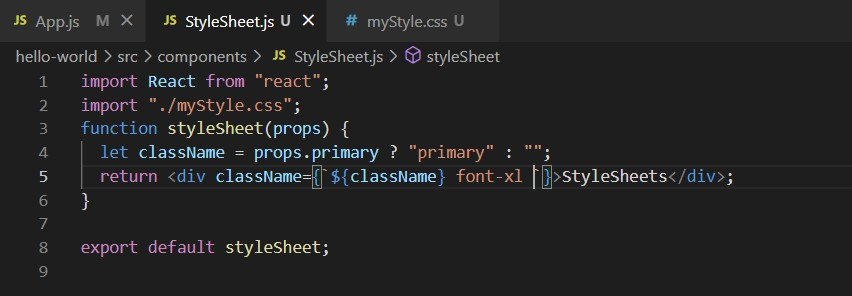 JS App.js M × JS StyleSheet.js U × # myStyle.css U
hello-world > src > components > JS StyleSheet.js > styleSheet
1 import React from "react";
2 import "./myStyle.css";
3 function styleSheet(props) {
4 let className = props.primary ? "primary" : "";
5 return <div className={`${className} font-xl `}>StyleSheets</div>;
6 }
7
8 export default styleSheet;
9